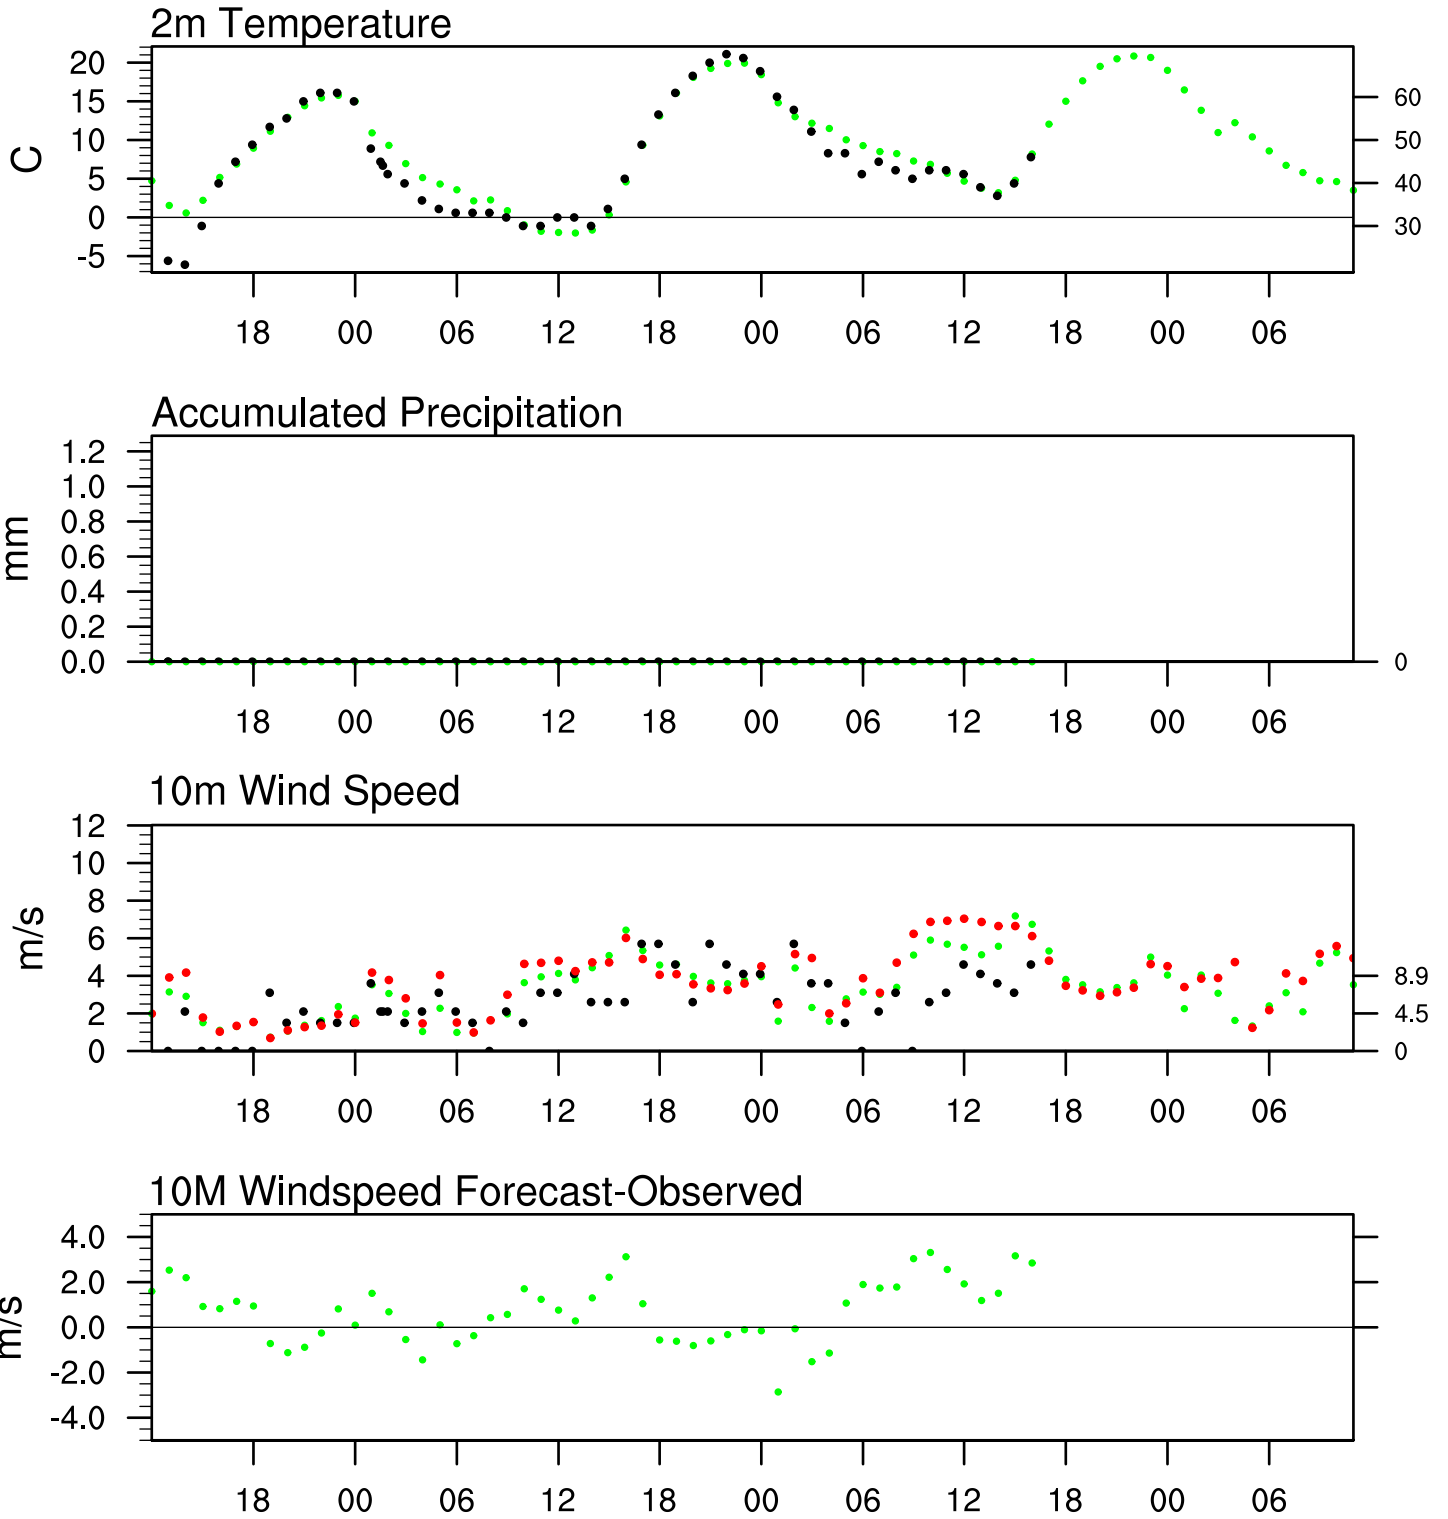 2m Temperature
20
15
10
5
0
-5
C
60
50
40
30
18 00 06 12 18 00 06 12 18 00 06
Accumulated Precipitation
1.2
1.0
0.8
0.6
0.4
0.2
0.0
mm
0
18 00 06 12 18 00 06 12 18 00 06
10m Wind Speed
12
10
8
6
4
2
0
m/s
8.9
4.5
0
18 00 06 12 18 00 06 12 18 00 06
10M Windspeed Forecast-Observed
4.0
2.0
0.0
-2.0
-4.0
m/s
18 00 06 12 18 00 06 12 18 00 06